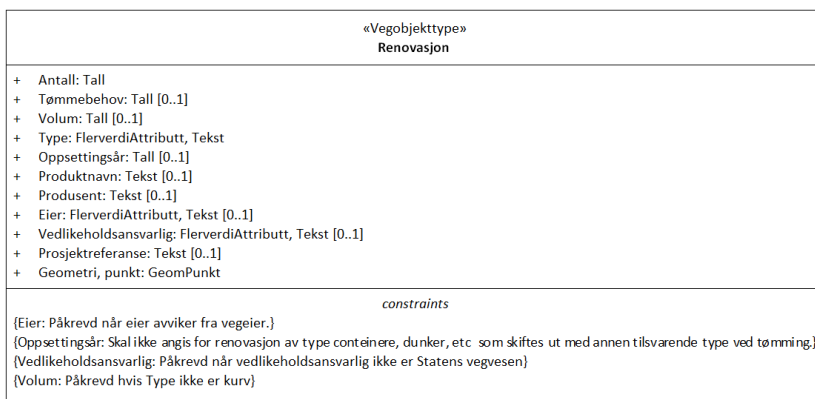 «Vegobjekttype»
Renovasjon
+ Antall: Tall
+ Tømmebehov: Tall [0..1]
+ Volum: Tall [0..1]
+ Type: FlerverdiAttributt, Tekst
+ Oppsettingsår: Tall [0..1]
+ Produktnavn: Tekst [0..1]
+ Produsent: Tekst [0..1]
+ Eier: FlerverdiAttributt, Tekst [0..1]
+ Vedlikeholdsansvarlig: FlerverdiAttributt, Tekst [0..1]
+ Prosjektreferanse: Tekst [0..1]
+ Geometri, punkt: GeomPunkt
constraints
{Eier: Påkrevd når eier avviker fra vegeier.}
{Oppsettingsår: Skal ikke angis for renovasjon av type conteinere, dunker, etc som skiftes ut med annen tilsvarende type ved tømming.}
{Vedlikeholdsansvarlig: Påkrevd når vedlikeholdsansvarlig ikke er Statens vegvesen}
{Volum: Påkrevd hvis Type ikke er kurv}